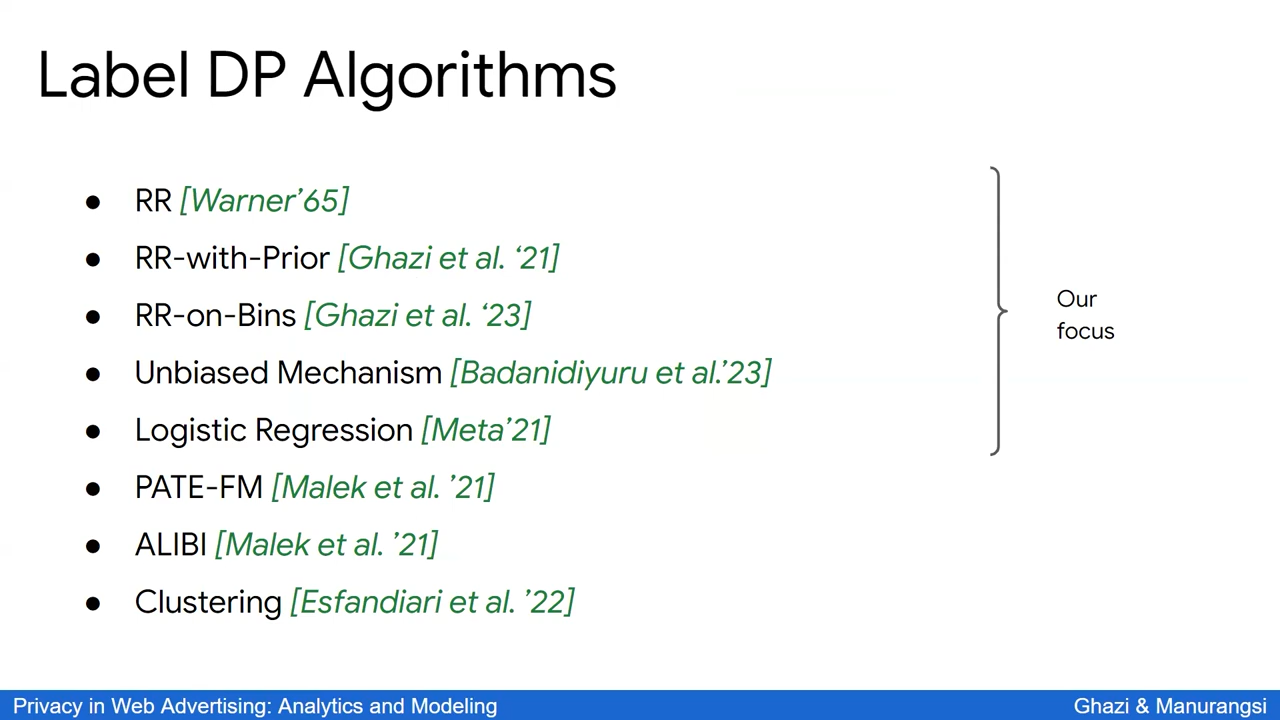 Label DP Algorithms
● RR [Warner’65]
● RR-with-Prior [Ghazi et al. ‘21]
● RR-on-Bins [Ghazi et al. ‘23]
● Unbiased Mechanism [Badanidiyuru et al.’23]
● Logistic Regression [Meta’21]
● PATE-FM [Malek et al. ’21]
● ALIBI [Malek et al. ’21]
● Clustering [Esfandiari et al. ’22]
Our
focus
Privacy in Web Advertising: Analytics and Modeling
Ghazi & Manurangsi